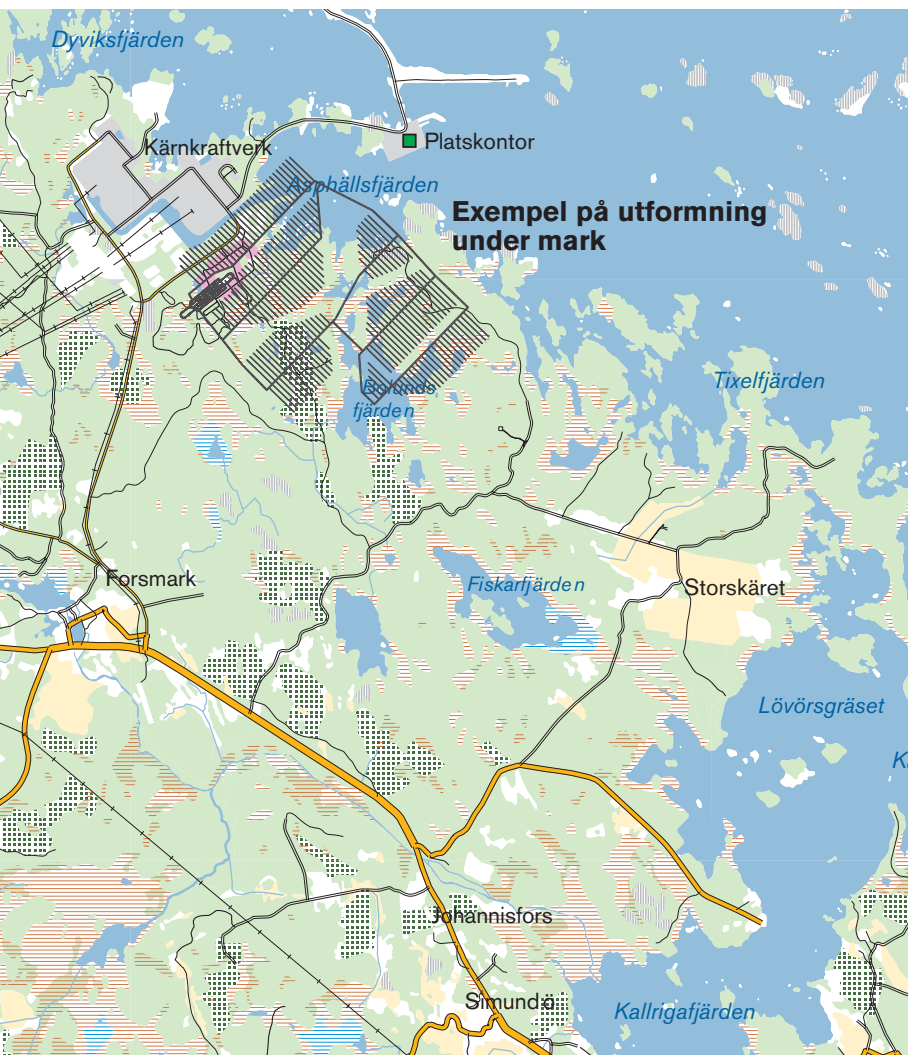 Dyviksfjärden
Kärnkraftverk
Platskontor
Asphällsfjärden
Exempel på utformning
under mark
Tixelfjärden
Bolunds
fjärden
Forsmark
Fiskarfjärden
Storskäret
Lövörsgräset
Johannisfors
Simundö
Kallrigafjärden